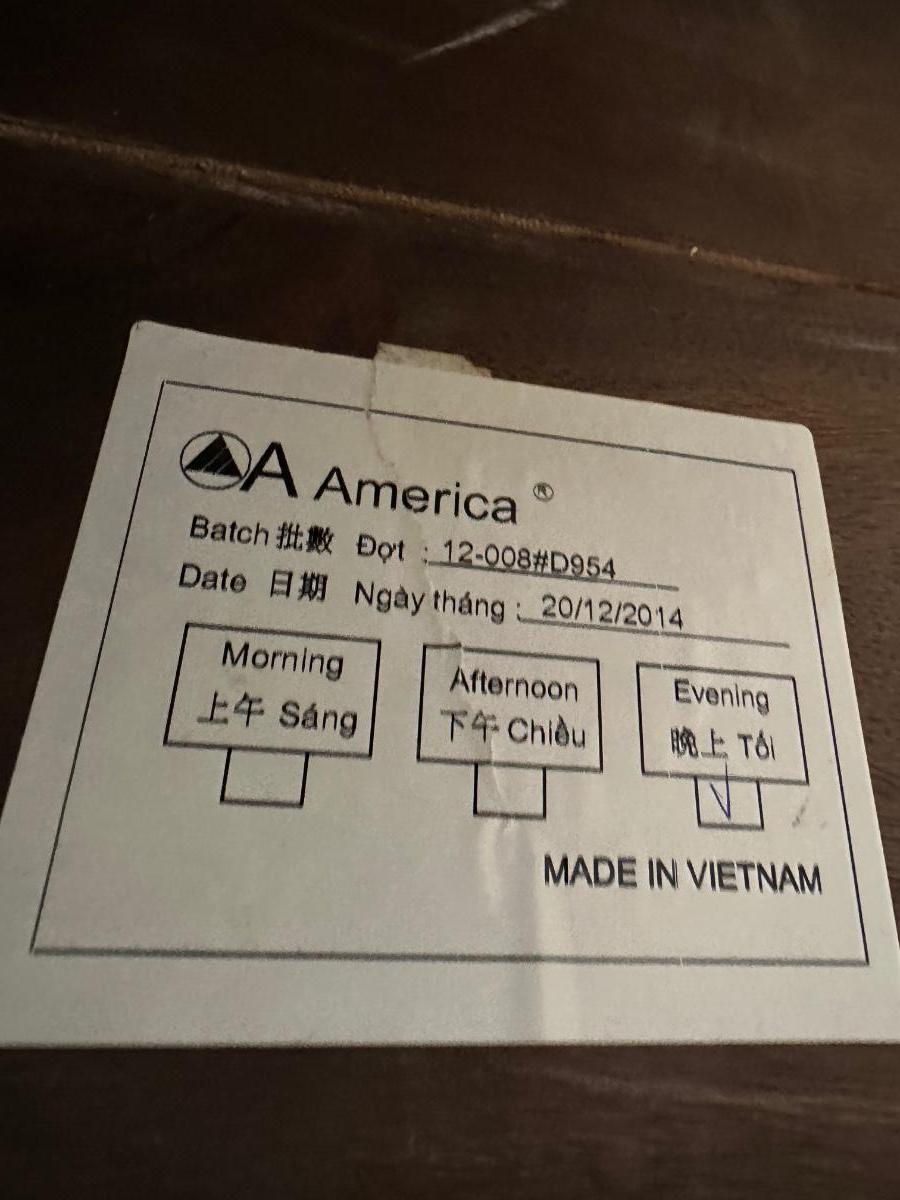 A America ®
Batch 批數 Đợt : 12-008#D954
Date 日期 Ngày tháng : 20/12/2014
Morning
上午 Sáng
Afternoon
下午 Chiều
Evening
晚上 Tối
MADE IN VIETNAM